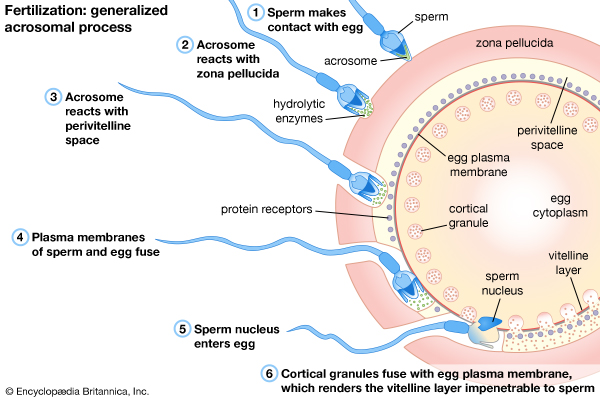 Fertilization: generalized
acrosomal process
1 Sperm makes
contact with egg
sperm
acrosome
zona pellucida
2 Acrosome
reacts with
zona pellucida
hydrolytic
enzymes
3 Acrosome
reacts with
perivitelline
space
perivitelline
space
egg plasma
membrane
protein receptors
cortical
granule
egg
cytoplasm
4 Plasma membranes
of sperm and egg fuse
vitelline
layer
sperm
nucleus
5 Sperm nucleus
enters egg
6 Cortical granules fuse with egg plasma membrane,
which renders the vitelline layer impenetrable to sperm
© Encyclopædia Britannica, Inc.